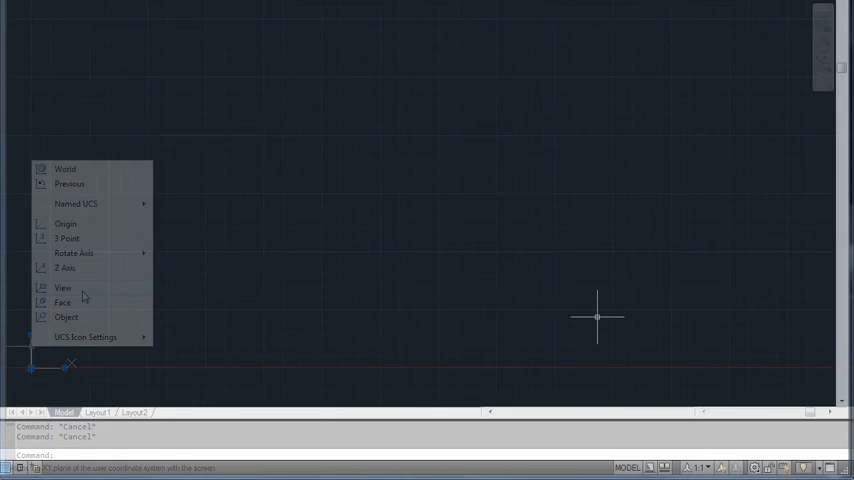 World
Previous
Named UCS
Origin
3 Point
Rotate Axis
Z Axis
View
Face
Object
UCS Icon Settings
X
Model Layout1 Layout2
Command: *Cancel*
Command: *Cancel*
Command:
XY plane of the user coordinate system with the screen
MODEL 1:1